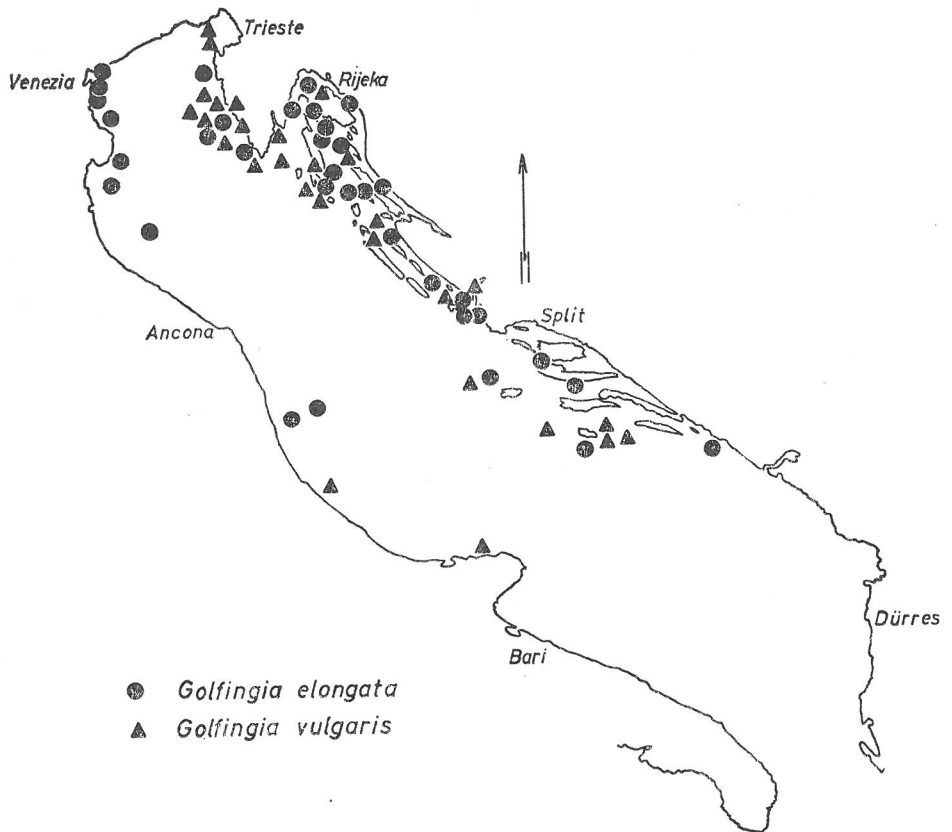 Trieste
Venezia
Rijeka
Split
Ancona
Dürres
Bari
Golfingia elongata
Golfingia vulgaris